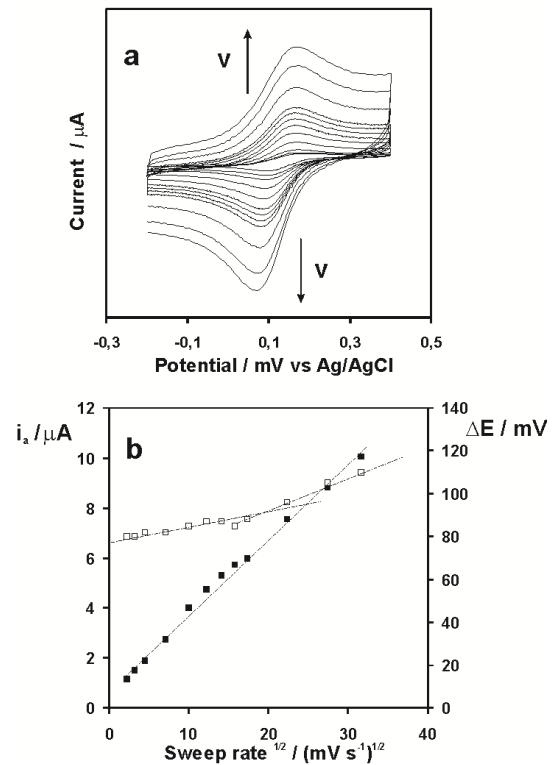 a
V
V
Current / μA
-0,3 -0,1 0,1 0,3 0,5
Potential / mV vs Ag/AgCl
iₐ /μA
ΔE / mV
b
12
10
8
6
4
2
0
140
120
100
80
60
40
20
0
0 10 20 30 40
Sweep rate ¹/² / (mV s⁻¹)¹/²